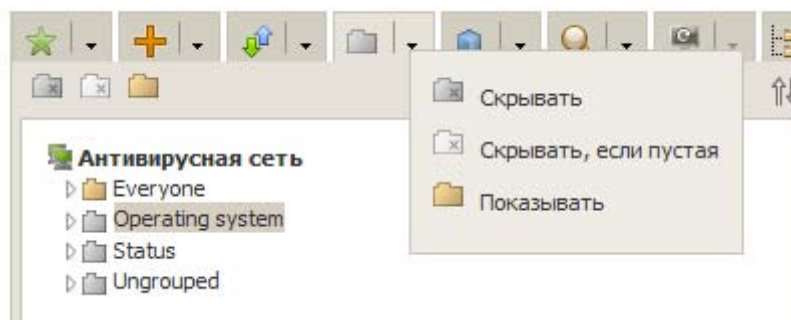 Скрывать
Скрывать, если пустая
Показывать
Антивирусная сеть
Everyone
Operating system
Status
Ungrouped